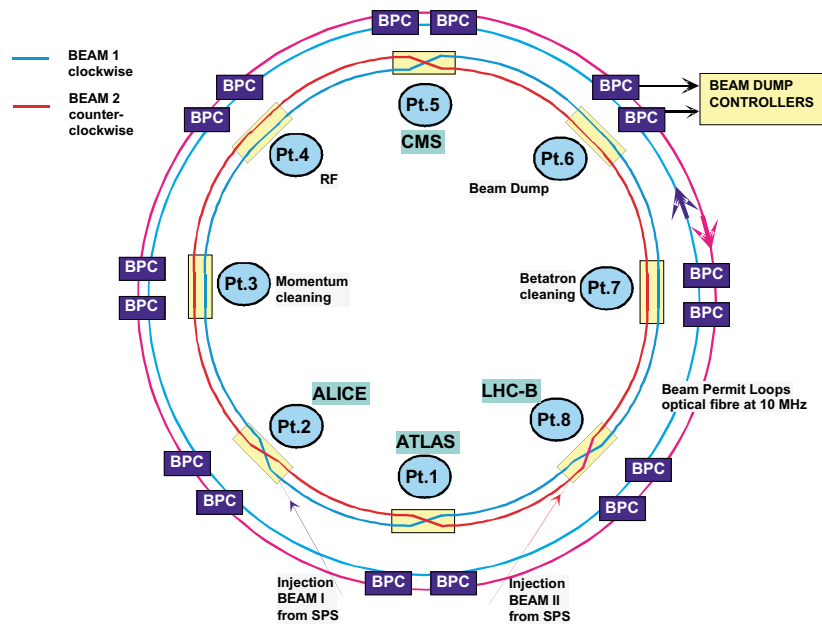 BPC BPC
BEAM 1
clockwise
BEAM 2
counter-
clockwise
BPC
BPC
BPC
BPC
BEAM DUMP
CONTROLLERS
Pt.5
CMS
Pt.4
RF
Pt.6
Beam Dump
BPC
BPC
Pt.3
Momentum
cleaning
Betatron
cleaning
Pt.7
BPC
BPC
Beam Permit Loops
optical fibre at 10 MHz
ALICE
Pt.2
LHC-B
Pt.8
ATLAS
Pt.1
BPC
BPC
BPC
BPC
BPC BPC
Injection
BEAM I
from SPS
Injection
BEAM II
from SPS